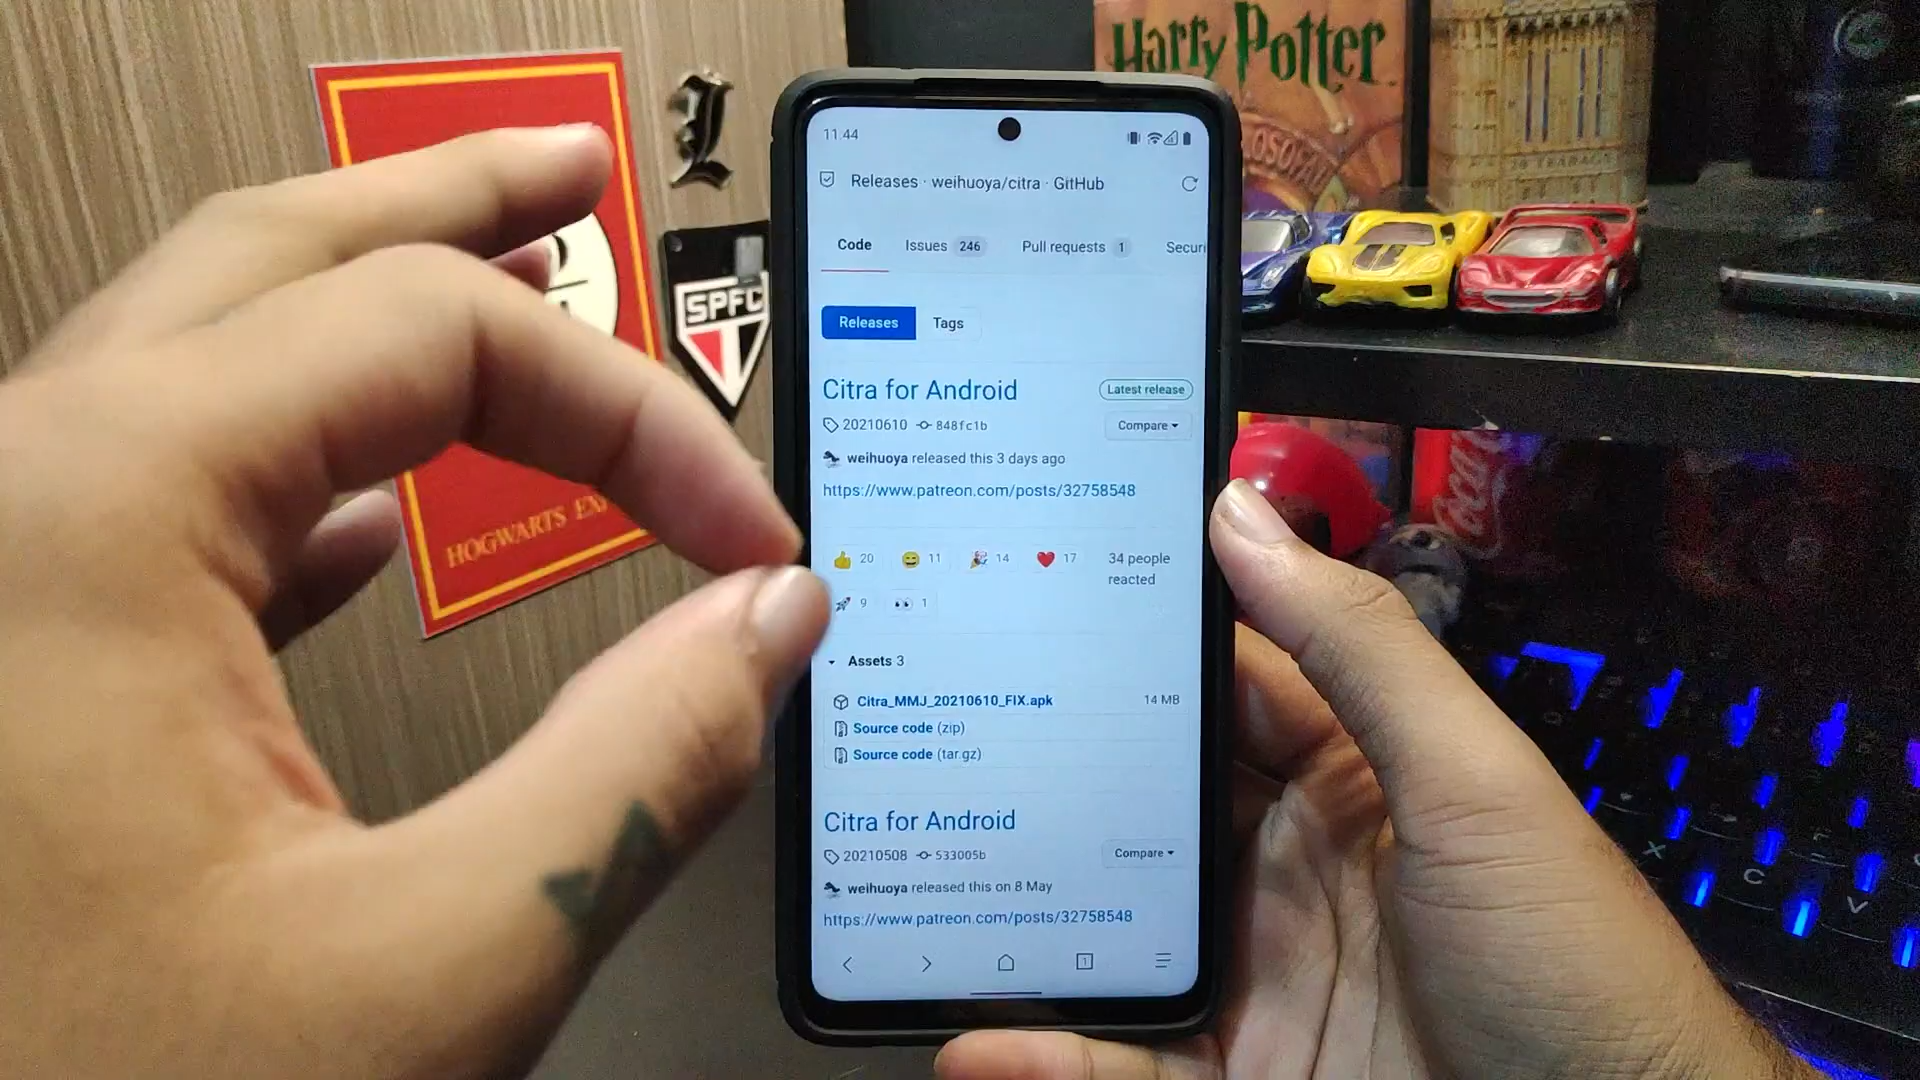 Harry Potter
HOGWARTS
SPFC
11.44
Releases · weihuoya/citra · GitHub
Code
Issues 246
Pull requests 1
Securi
Releases
Tags
Citra for Android
Latest release
20210610
848fc1b
Compare
weihuoya released this 3 days ago
https://www.patreon.com/posts/32758548
20
11
14
17
34 people
reacted
9
1
Assets 3
Citra_MMJ_20210610_FIX.apk
14 MB
Source code (zip)
Source code (tar.gz)
Citra for Android
20210508
533005b
Compare
weihuoya released this on 8 May
https://www.patreon.com/posts/32758548
1
Coca
X
C
V